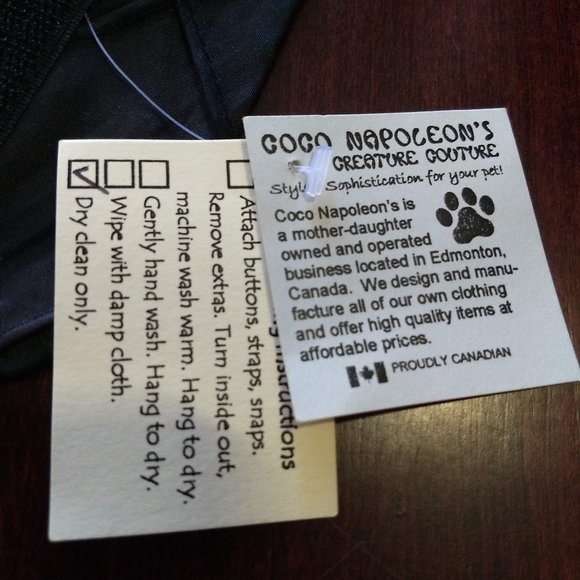 COCO NAPOLEON'S
CREATURE COUTURE
Sophistication for your pet!
Coco Napoleon's is
a mother-daughter
owned and operated
business located in Edmonton,
Canada. We design and manu-
facture all of our own clothing
and offer high quality items at
affordable prices.
PROUDLY CANADIAN
Attach buttons, straps, snaps.
Remove extras. Turn inside out,
machine wash warm. Hang to dry.
Gently hand wash. Hang to dry.
Wipe with damp cloth.
Dry clean only.